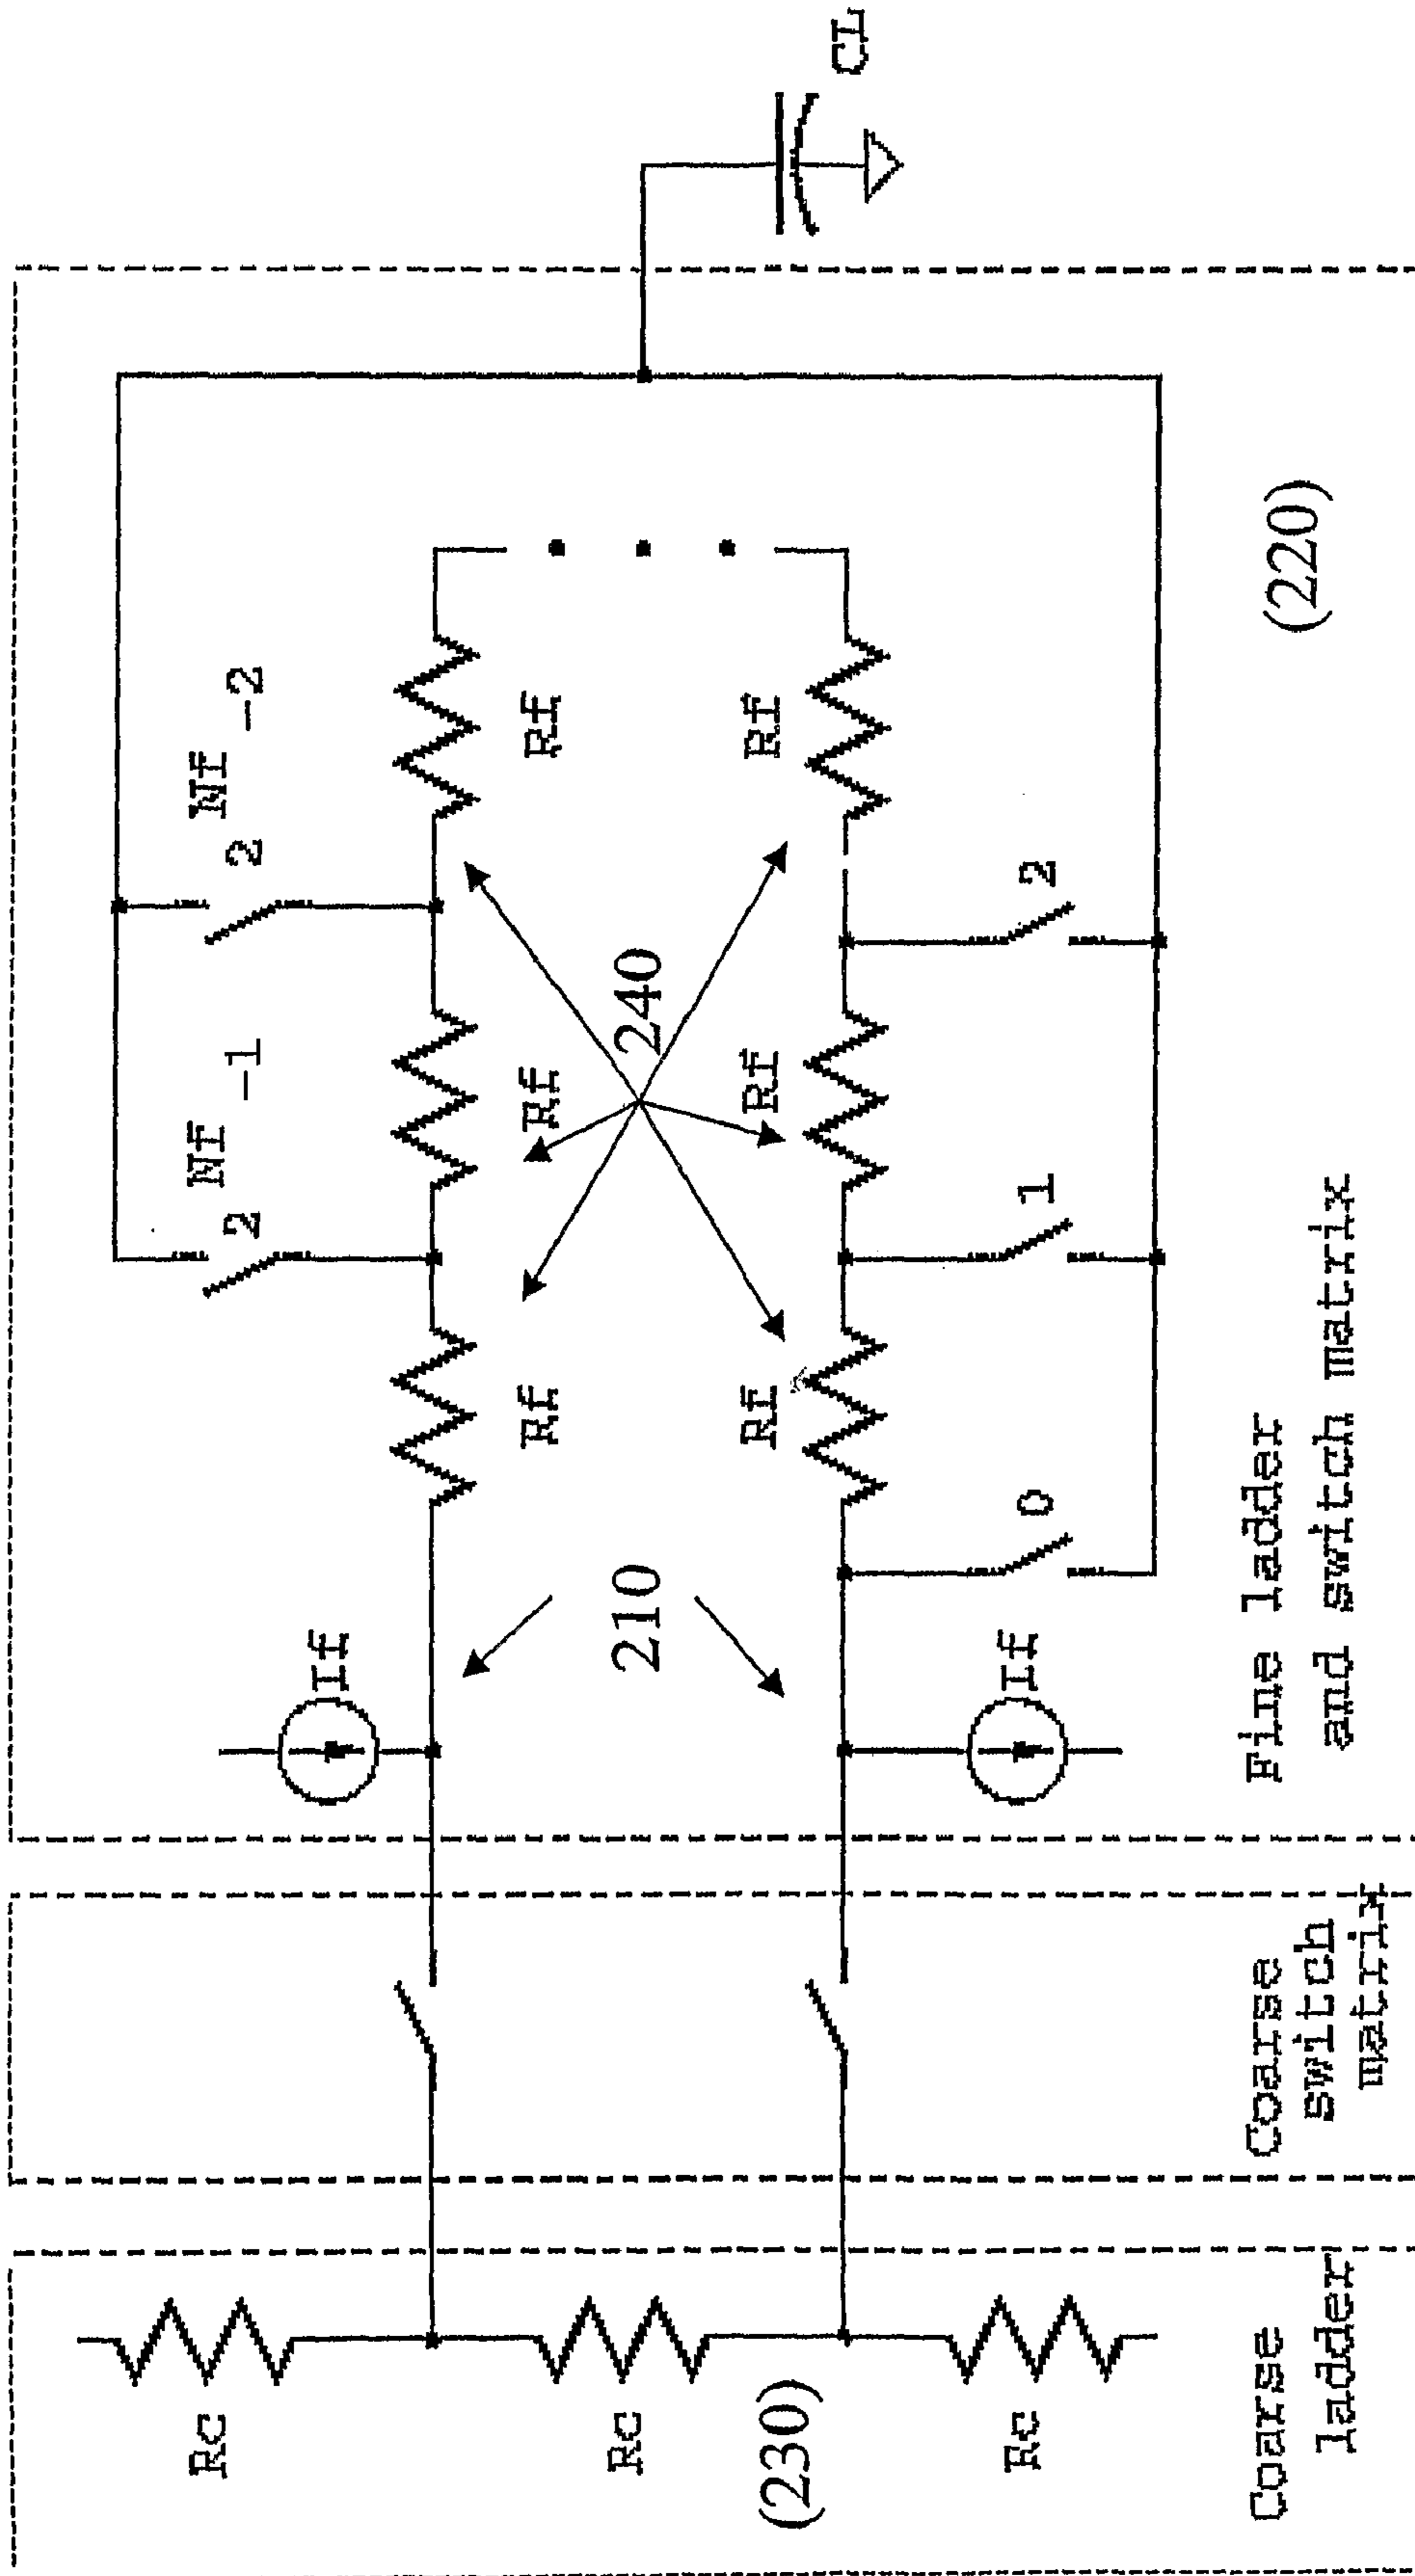 Rc
Rc
(230)
Rc
Coarse
ladder
Coarse
switch
matrix
If
210
If
Rf
Rf
Rf
Rf
Rf
Rf
240
2 Nf -1
2 Nf -2
0
1
2
Fine ladder
and switch matrix
(220)
CL